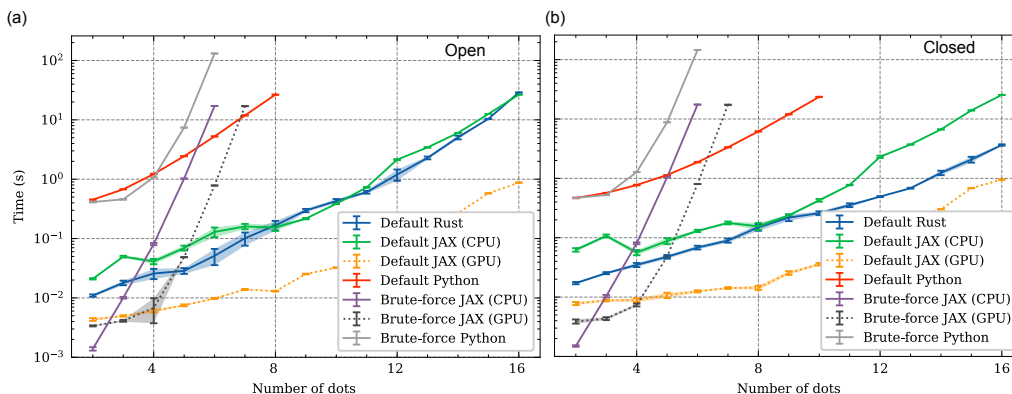 (a)
Open
Time (s)
10²
10¹
10⁰
10⁻¹
10⁻²
10⁻³
4
8
12
16
Number of dots
Default Rust
Default JAX (CPU)
Default JAX (GPU)
Default Python
Brute-force JAX (CPU)
Brute-force JAX (GPU)
Brute-force Python
(b)
Closed
4
8
12
16
Number of dots
Default Rust
Default JAX (CPU)
Default JAX (GPU)
Default Python
Brute-force JAX (CPU)
Brute-force JAX (GPU)
Brute-force Python